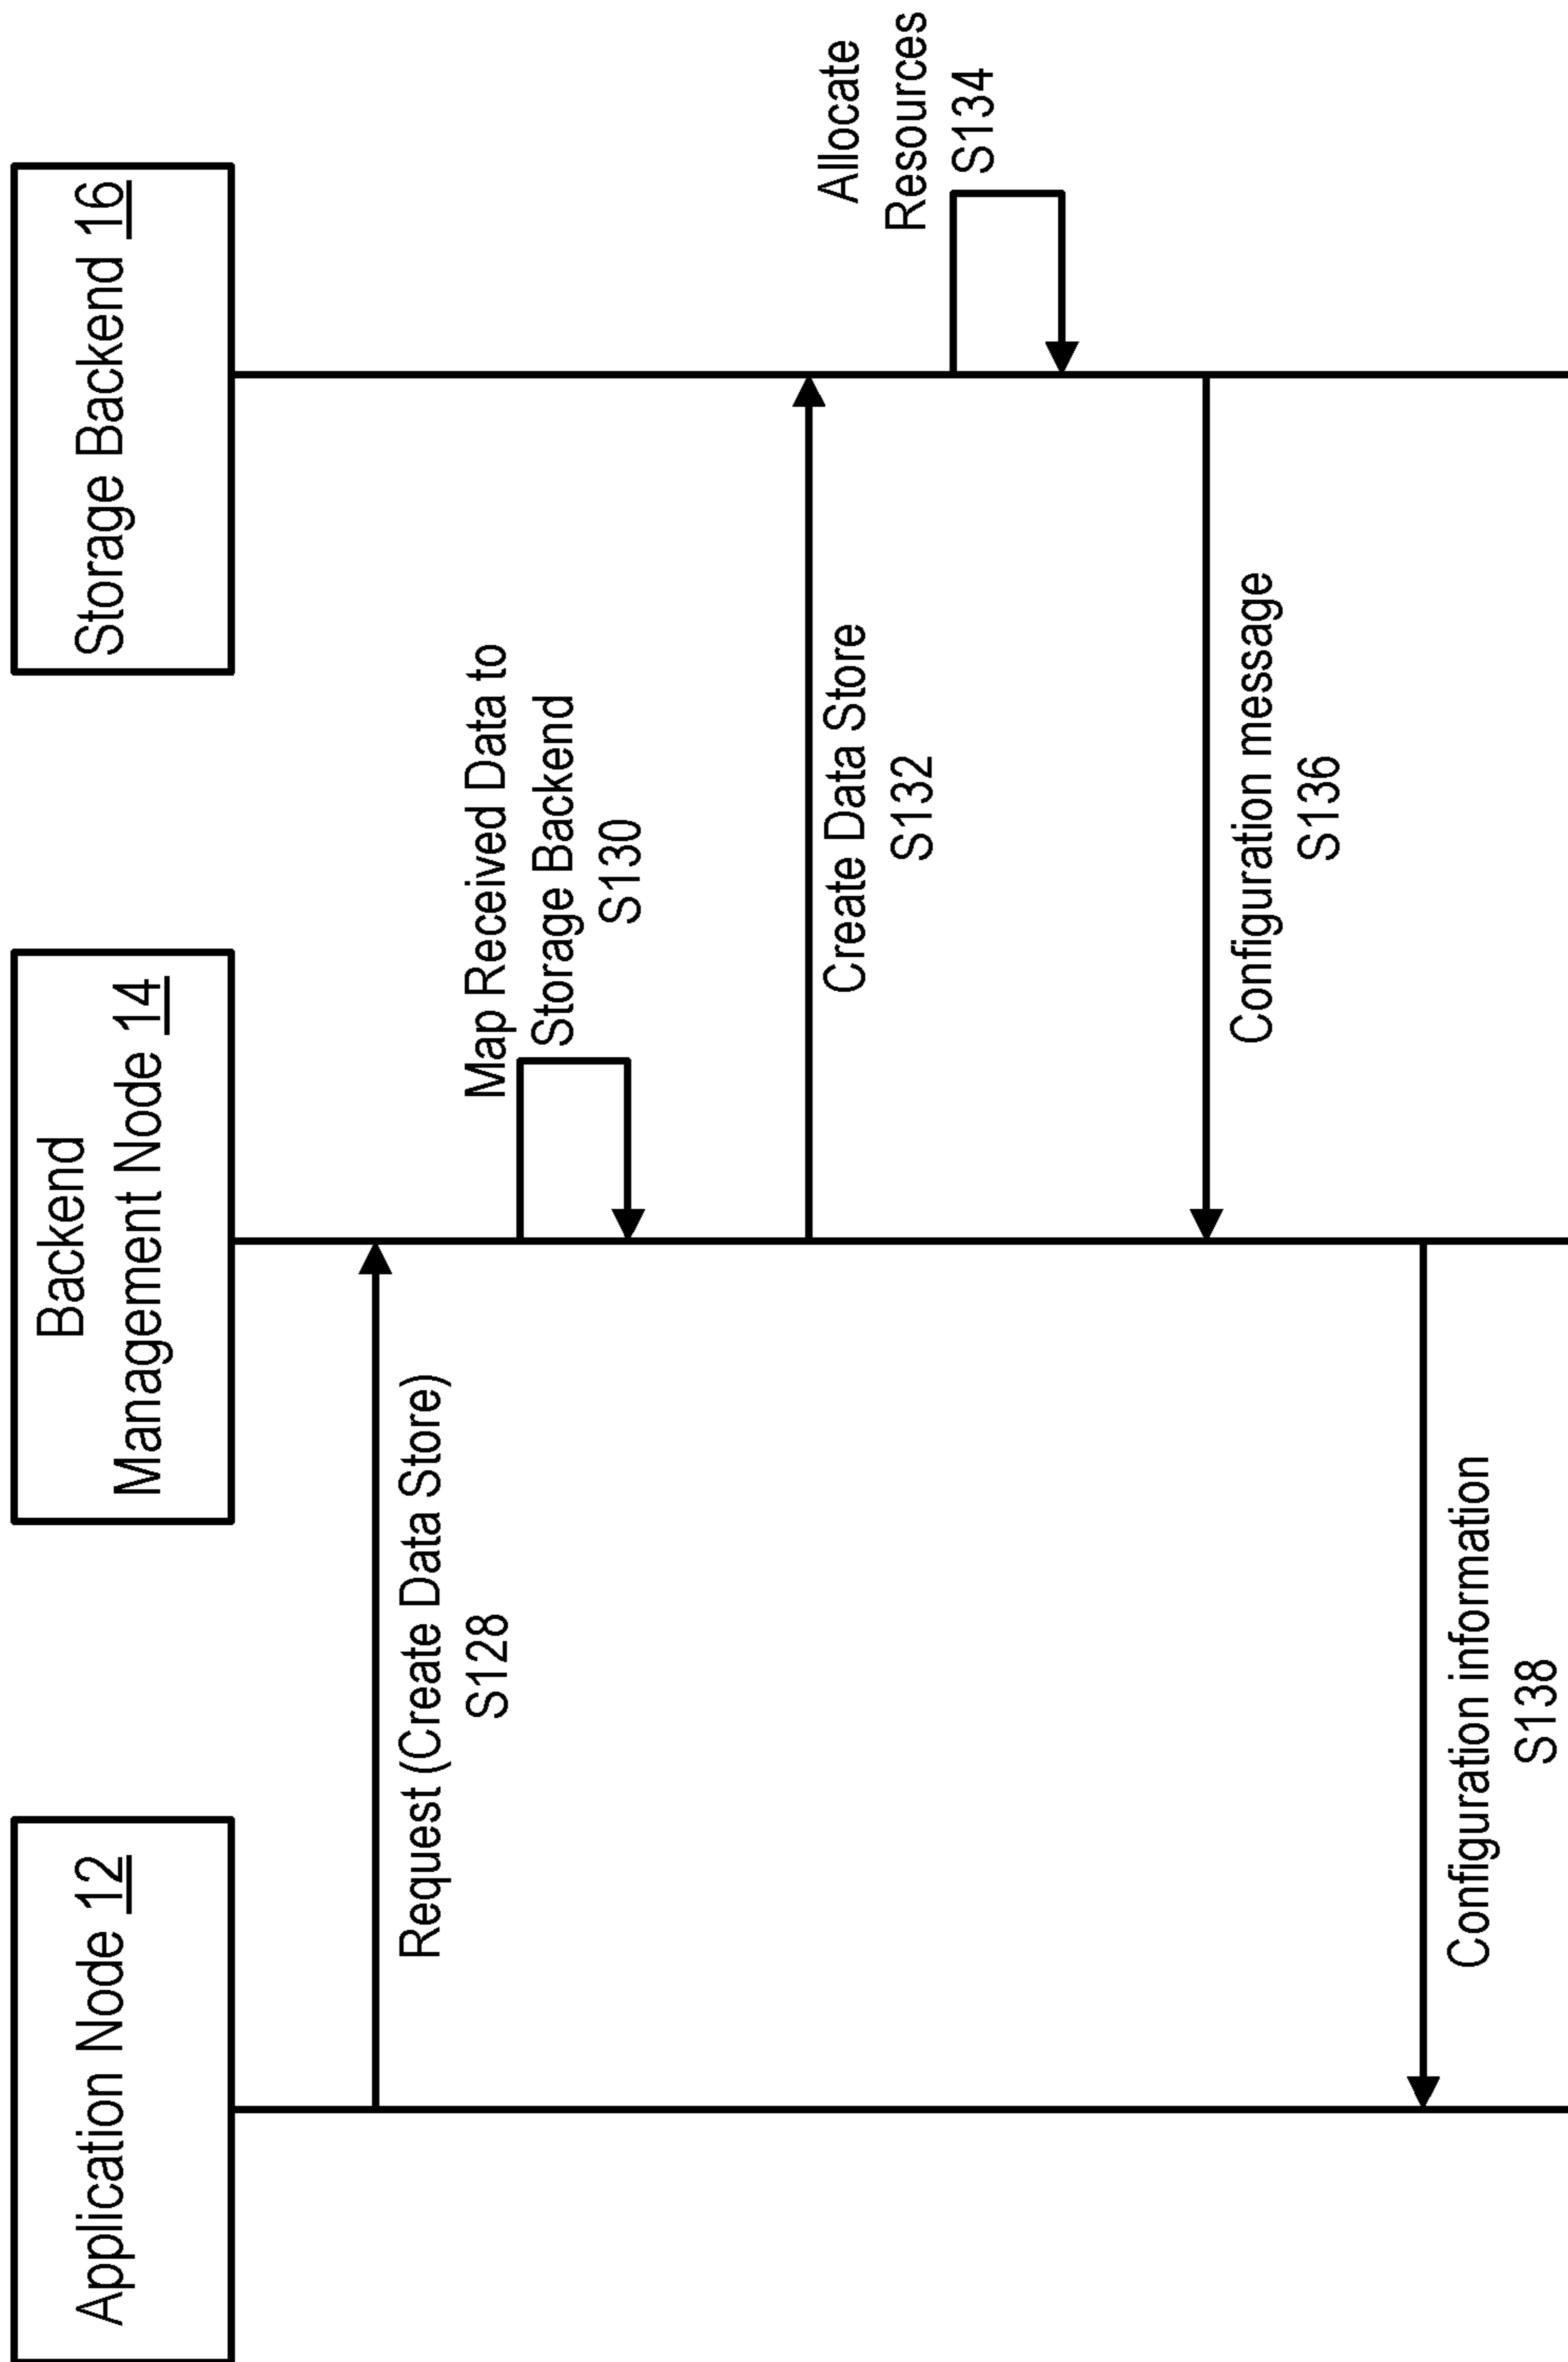 Application Node 12
Backend
Management Node 14
Storage Backend 16
Request (Create Data Store)
S128
Map Received Data to
Storage Backend
S130
Create Data Store
S132
Allocate
Resources
S134
Configuration message
S136
Configuration information
S138